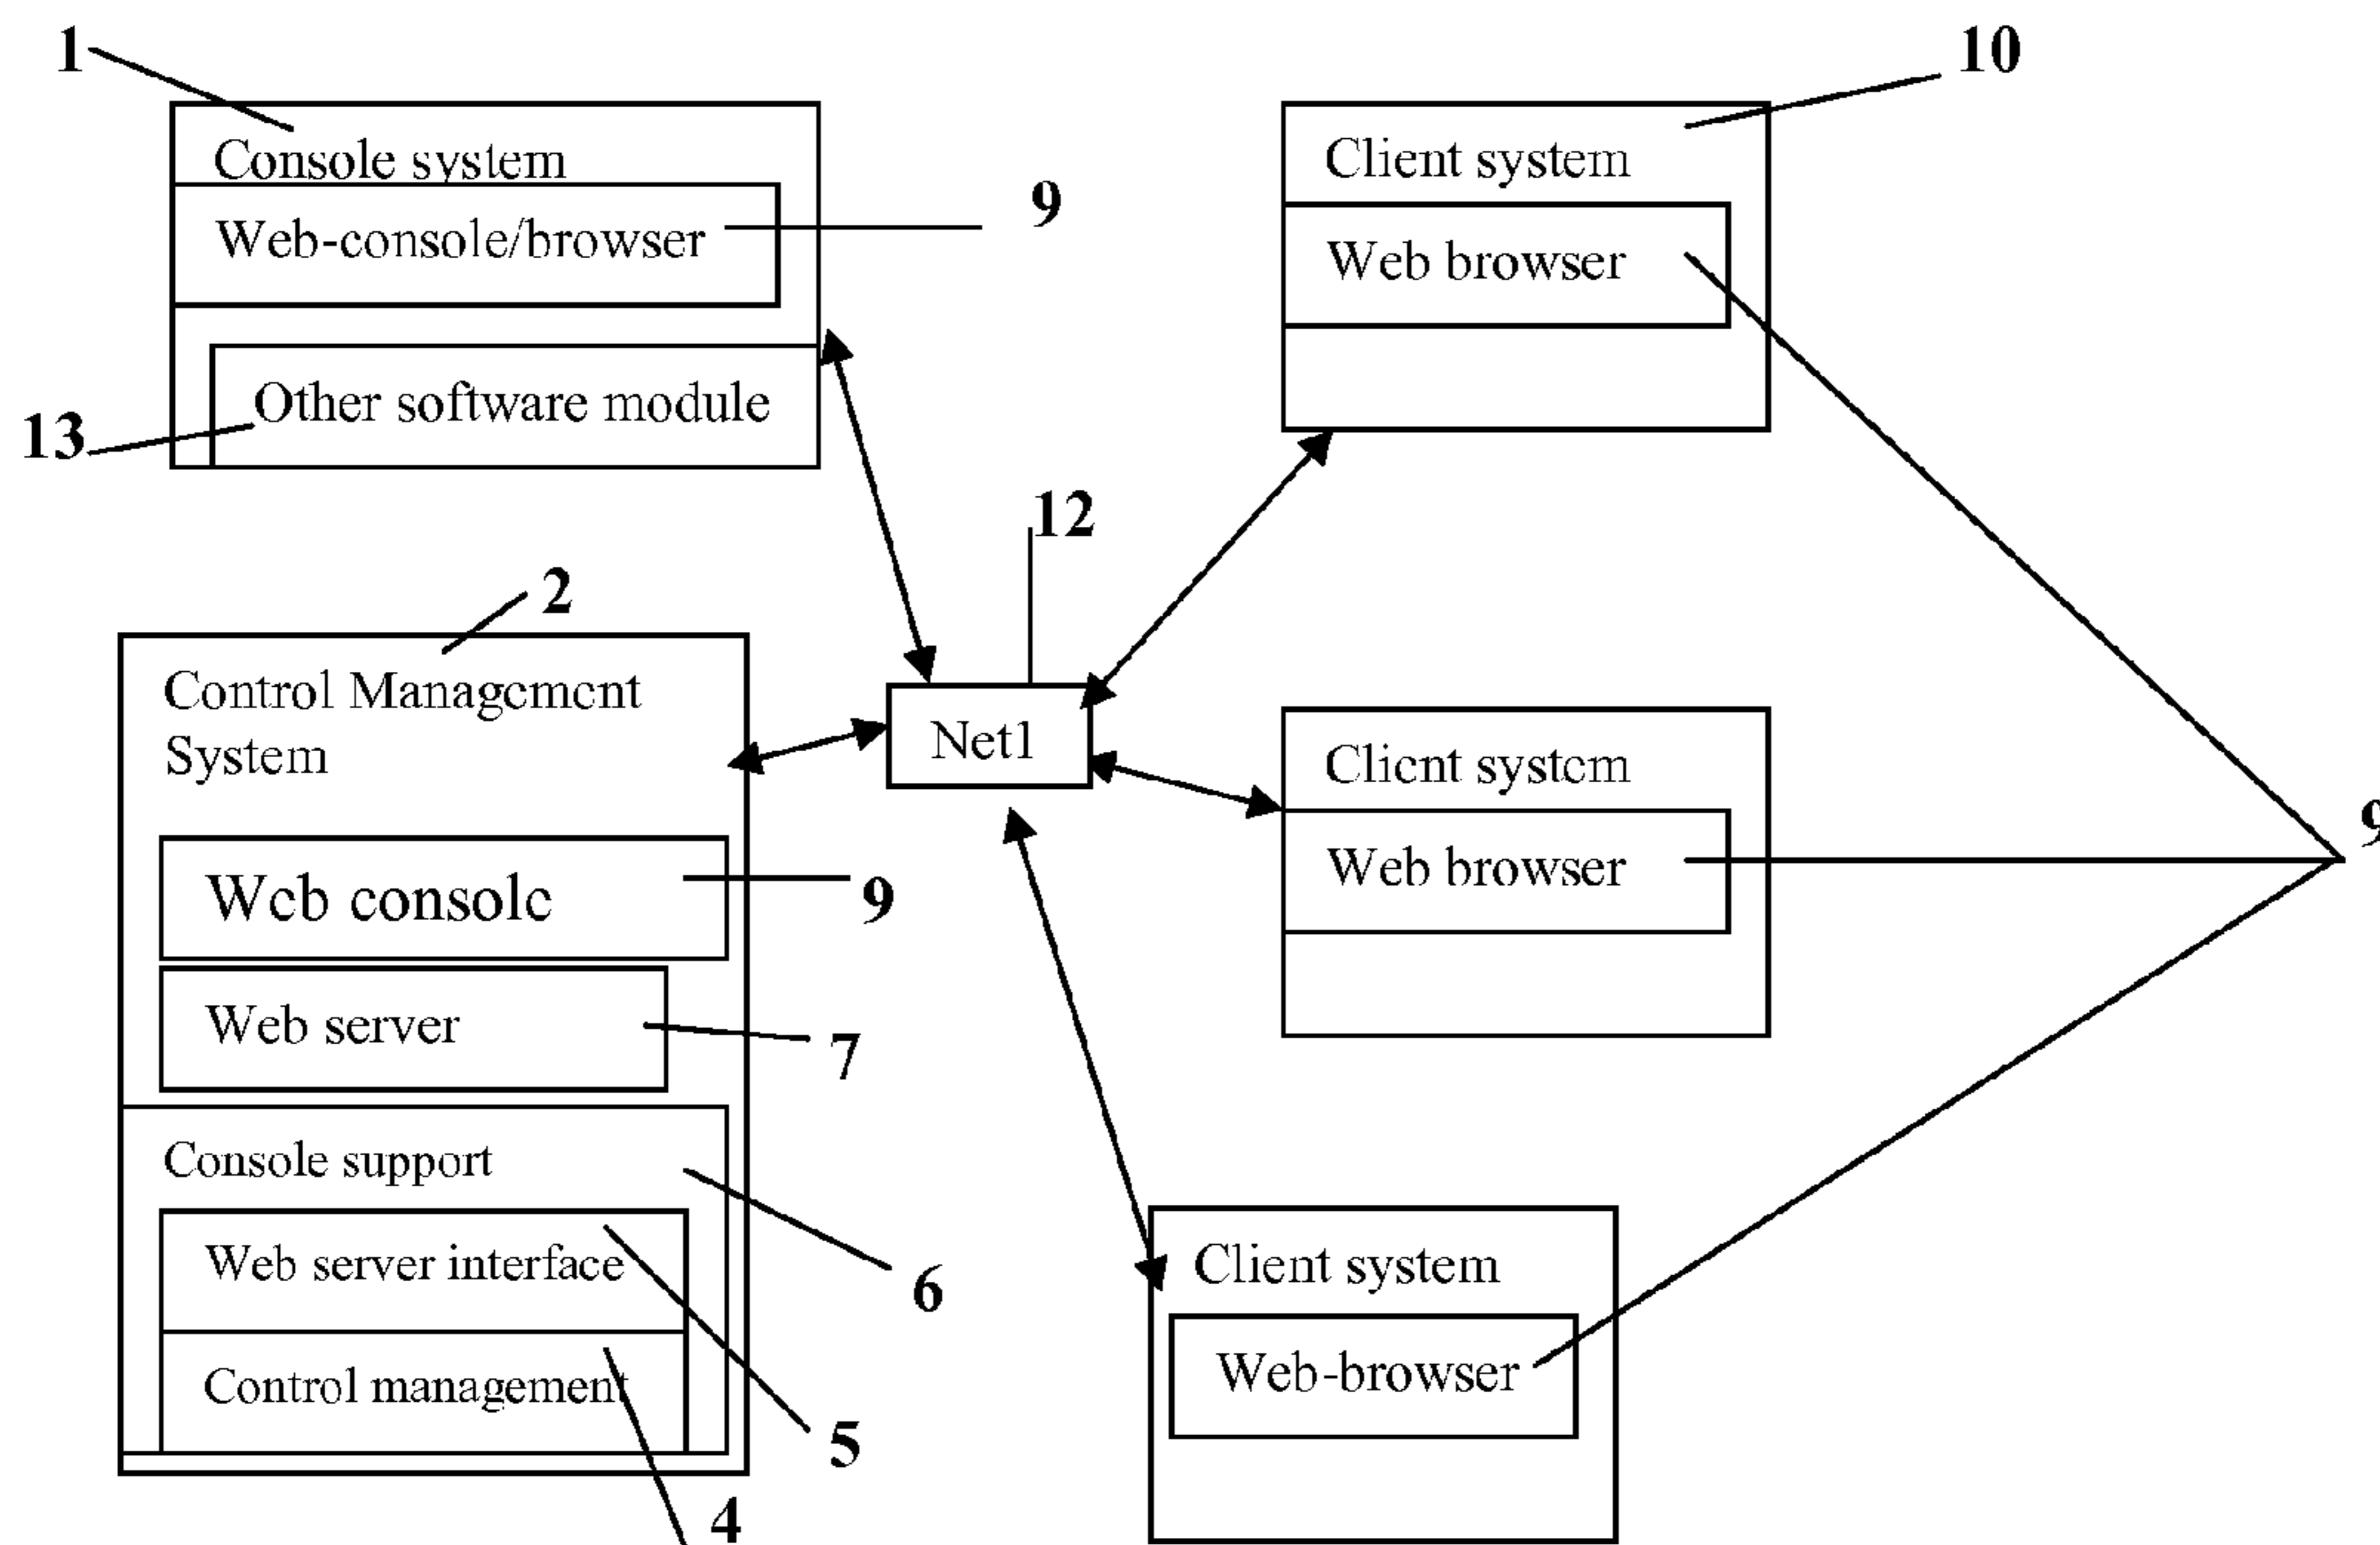 1
10
Console system
9
Client system
Web-console/browser
Web browser
Other software module
13
12
2
Control Management
System
Net1
Client system
9
Web browser
Web console
9
Web server
7
Console support
6
Web server interface
Client system
Control management
Web-browser
5
4